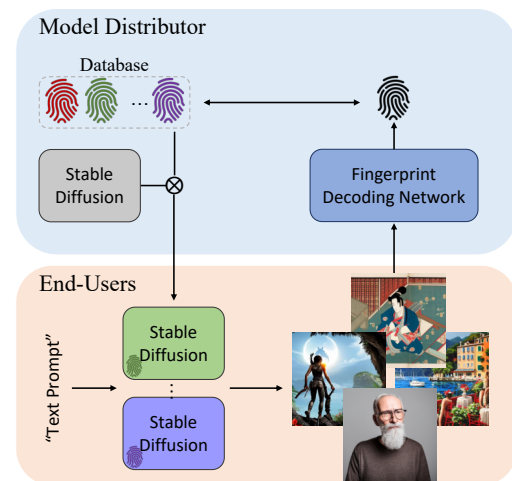 Model Distributor
Database
...
Stable
Diffusion
Fingerprint
Decoding Network
End-Users
"Text Prompt"
Stable
Diffusion
Stable
Diffusion